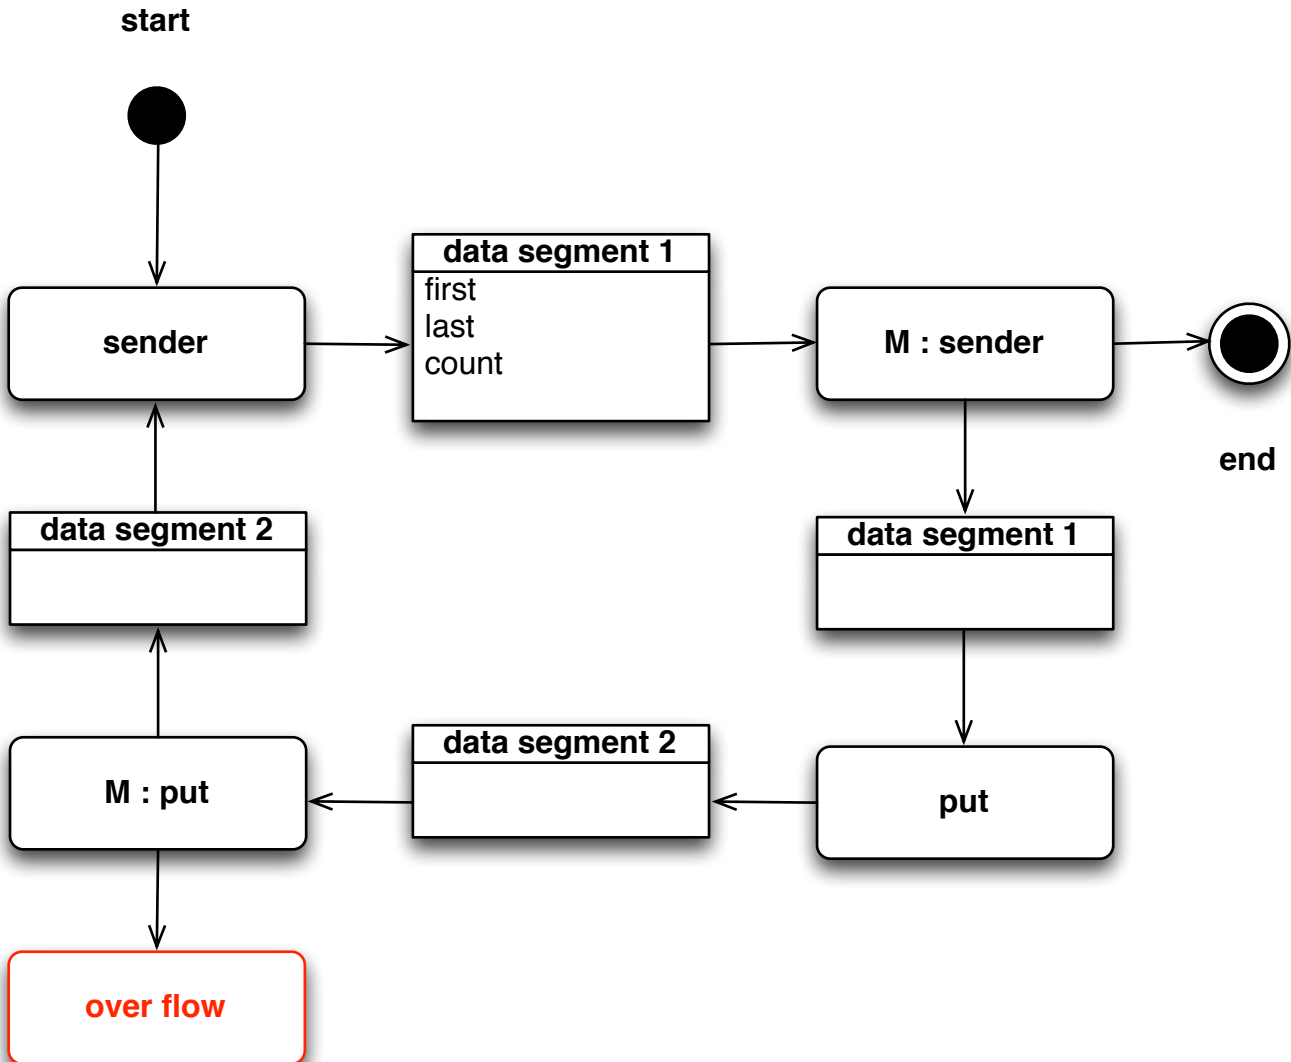 start
data segment 1
first
last
count
sender
M : sender
end
data segment 2
data segment 1
data segment 2
M : put
put
over flow